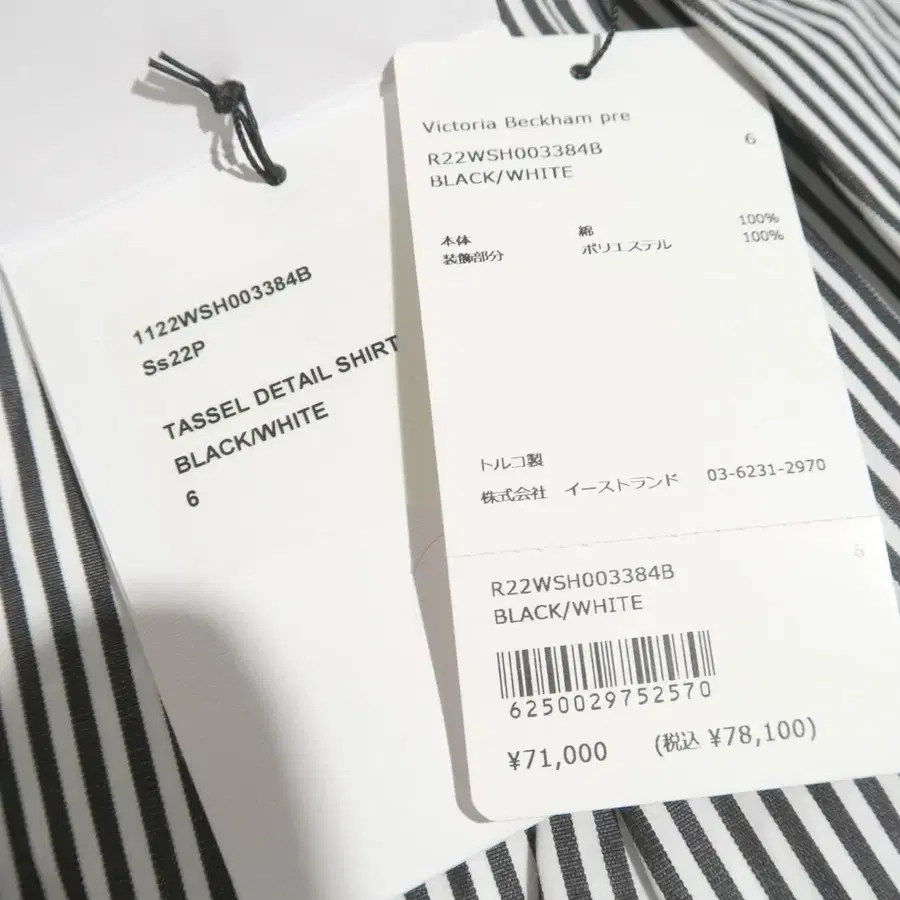 1122WSH003384B
Ss22P
TASSEL DETAIL SHIRT
BLACK/WHITE
6
Victoria Beckham pre
R22WSH003384B 6
BLACK/WHITE
本体 綿 100%
装飾部分 ポリエステル 100%
トルコ製
株式会社 イーストランド 03-6231-2970
R22WSH003384B
BLACK/WHITE
6250029752570
¥71,000 (税込 ¥78,100)